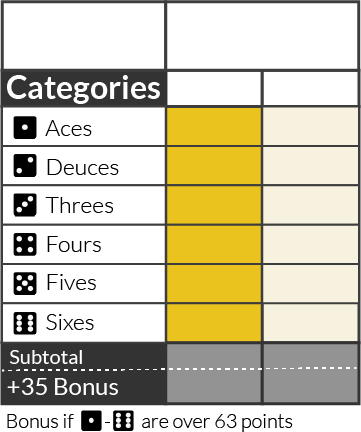 Categories
Aces
Deuces
Threes
Fours
Fives
Sixes
Subtotal
+35 Bonus
Bonus if - are over 63 points